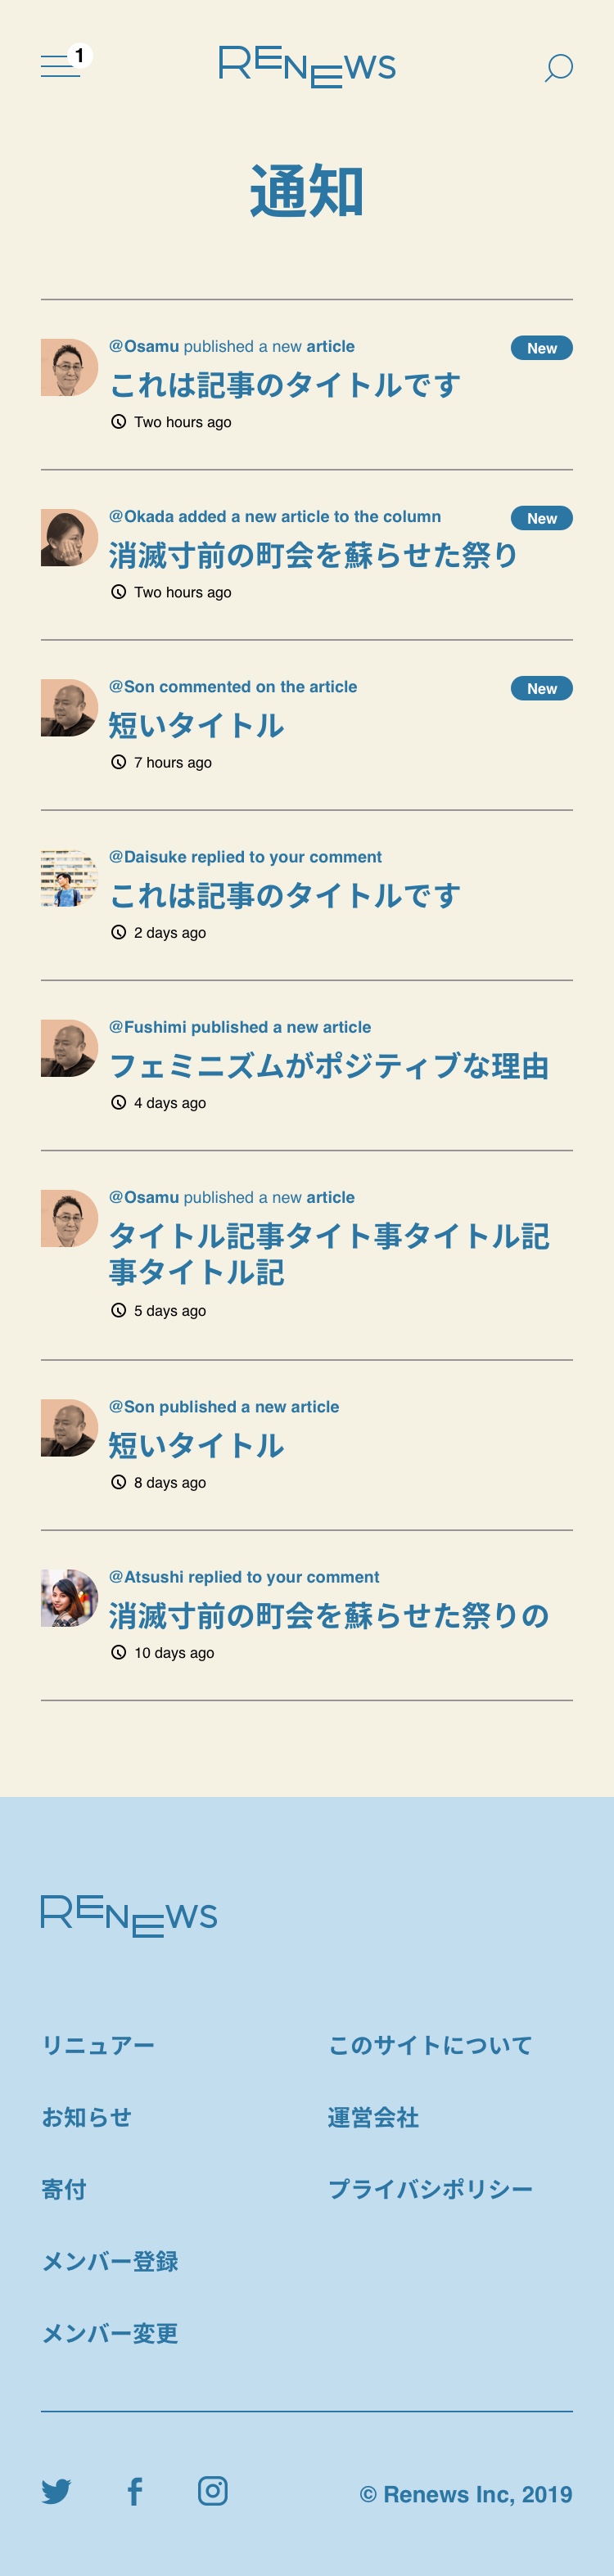 1
RENEWS
通知
@Osamu published a new article
New
これは記事のタイトルです
Two hours ago
@Okada added a new article to the column
New
消滅寸前の町会を蘇らせた祭り
Two hours ago
@Son commented on the article
New
短いタイトル
7 hours ago
@Daisuke replied to your comment
これは記事のタイトルです
2 days ago
@Fushimi published a new article
フェミニズムがポジティブな理由
4 days ago
@Osamu published a new article
タイトル記事タイト事タイトル記
事タイトル記
5 days ago
@Son published a new article
短いタイトル
8 days ago
@Atsushi replied to your comment
消滅寸前の町会を蘇らせた祭りの
10 days ago
RENEWS
リニュアー
このサイトについて
お知らせ
運営会社
寄付
プライバシポリシー
メンバー登録
メンバー変更
© Renews Inc, 2019